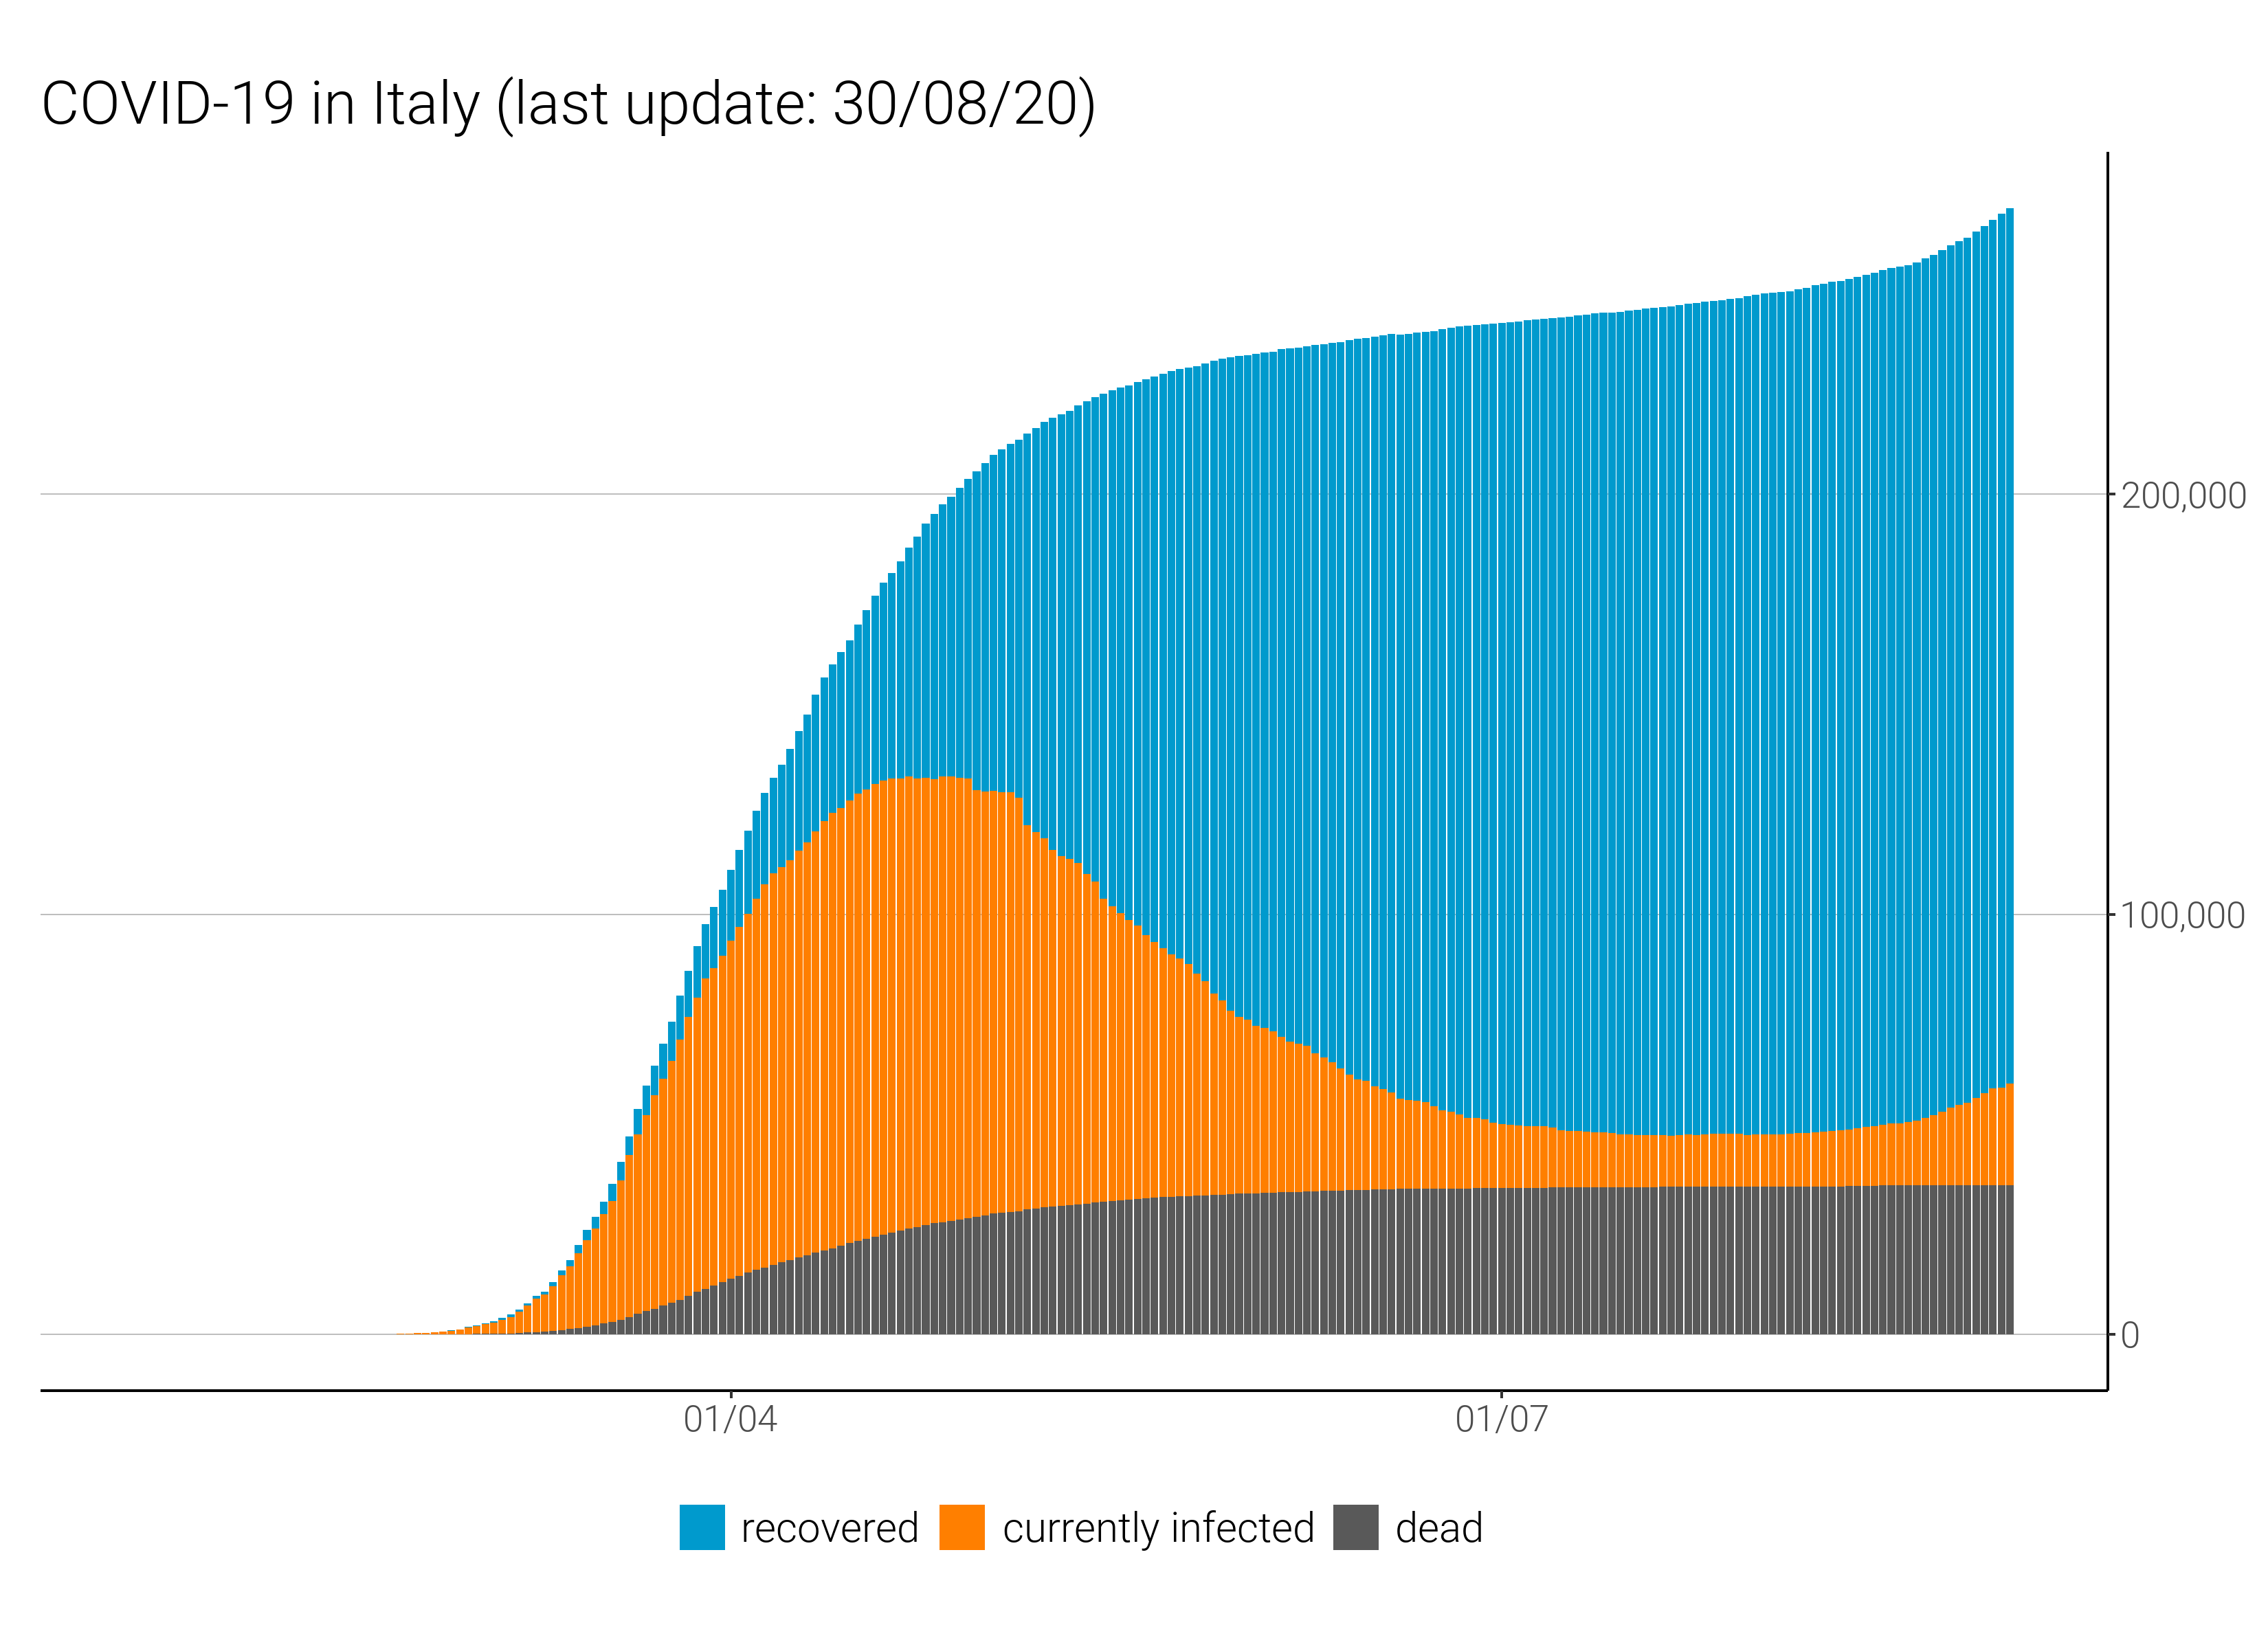 COVID-19 in Italy (last update: 30/08/20)
200,000
100,000
0
01/04 01/07
recovered currently infected dead